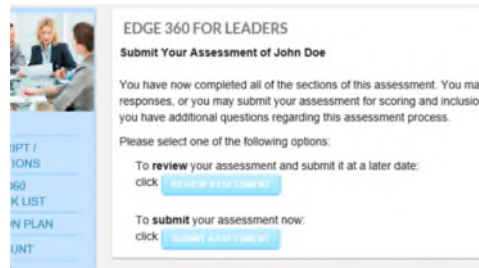 EDGE 360 FOR LEADERS
Submit Your Assessment of John Doe
You have now completed all of the sections of this assessment. You ma
responses, or you may submit your assessment for scoring and inclusio
you have additional questions regarding this assessment process.
Please select one of the following options:
To review your assessment and submit it at a later date:
click REVIEW ASSESSMENT
To submit your assessment now:
click SUBMIT ASSESSMENT
IPT /
IONS
360
K LIST
N PLAN
UNT